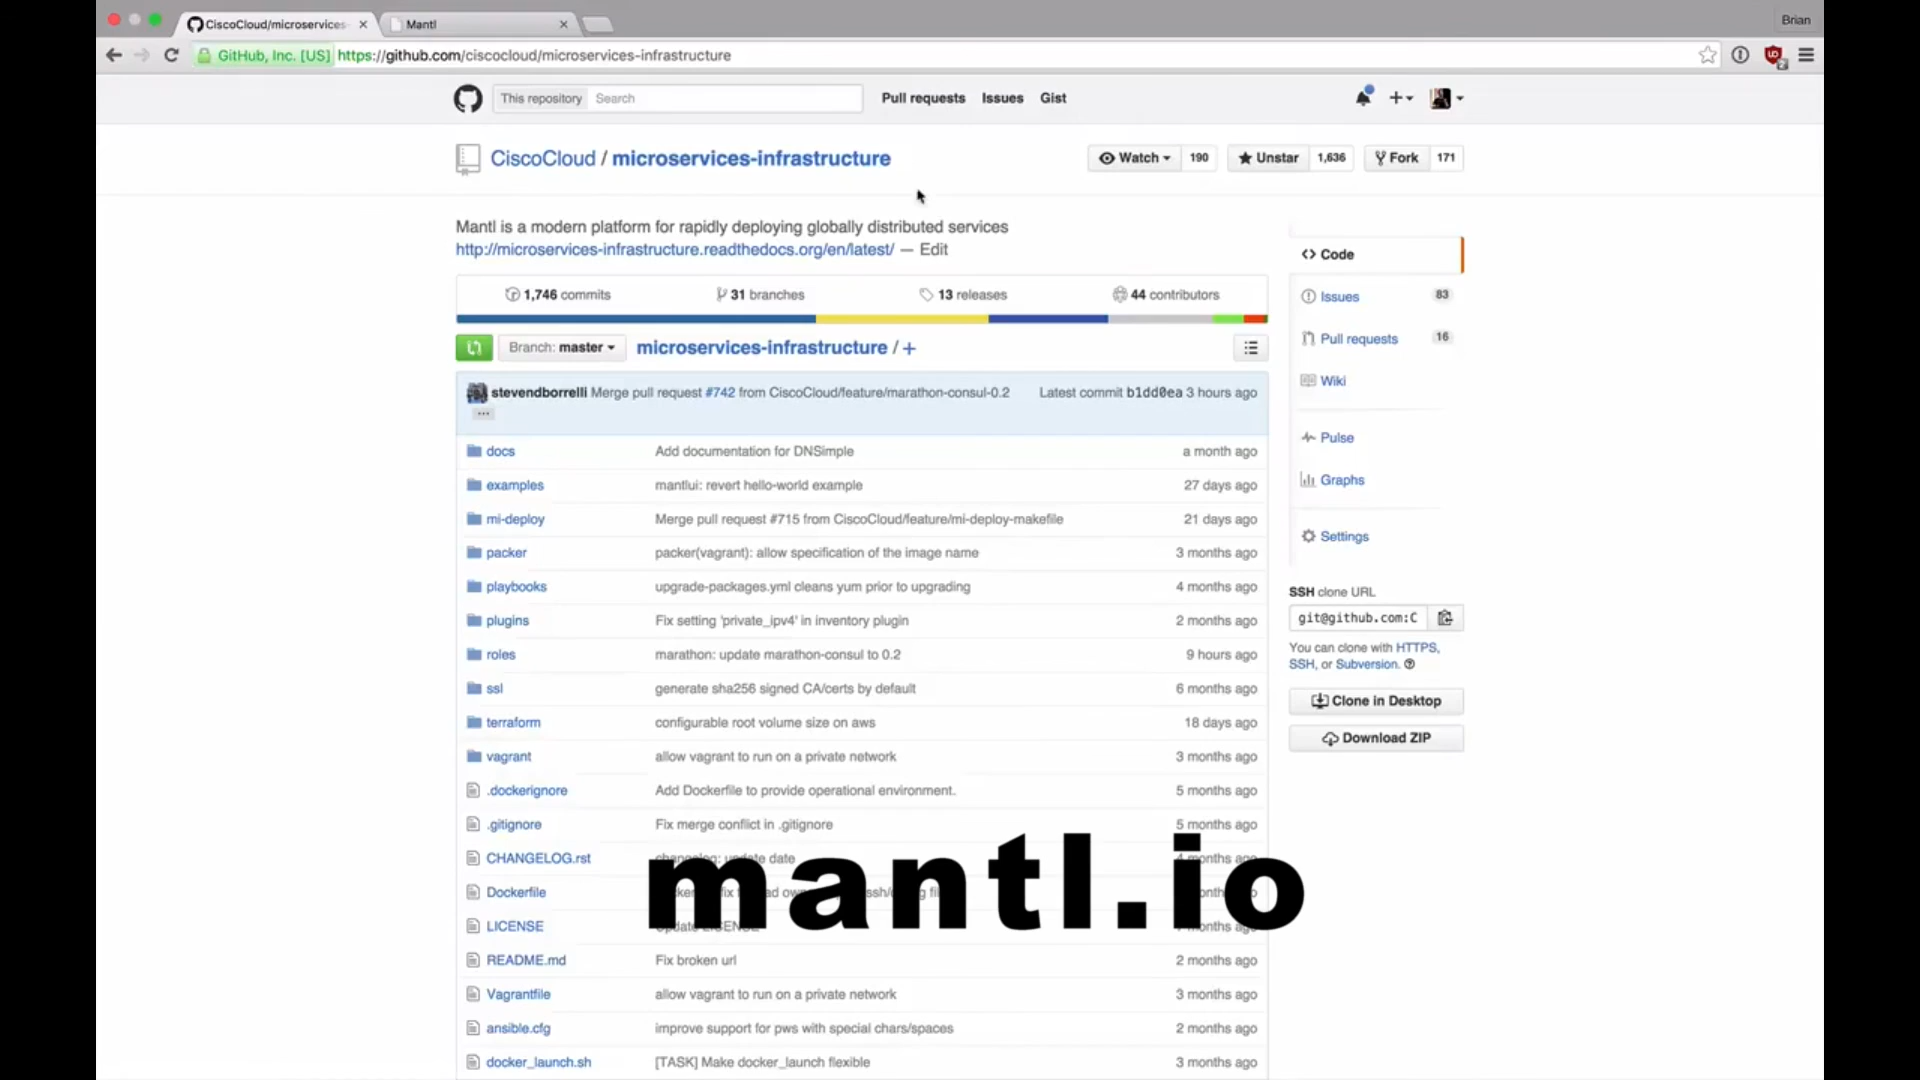 CiscoCloud/microservices-
Mantl
Brian
GitHub, Inc. [US] https://github.com/ciscocloud/microservices-infrastructure
This repository Search Pull requests Issues Gist
CiscoCloud / microservices-infrastructure
Watch 190 Unstar 1,636 Fork 171
Mantl is a modern platform for rapidly deploying globally distributed services
http://microservices-infrastructure.readthedocs.org/en/latest/ — Edit
1,746 commits 31 branches 13 releases 44 contributors
Branch: master microservices-infrastructure / +
stevendborrelli Merge pull request #742 from CiscoCloud/feature/marathon-consul-0.2 Latest commit b1dd0ea 3 hours ago
docs Add documentation for DNSimple a month ago
examples mantlui: revert hello-world example 27 days ago
mi-deploy Merge pull request #715 from CiscoCloud/feature/mi-deploy-makefile 21 days ago
packer packer(vagrant): allow specification of the image name 3 months ago
playbooks upgrade-packages.yml cleans yum prior to upgrading 4 months ago
plugins Fix setting 'private_ipv4' in inventory plugin 2 months ago
roles marathon: update marathon-consul to 0.2 9 hours ago
ssl generate sha256 signed CA/certs by default 6 months ago
terraform configurable root volume size on aws 18 days ago
vagrant allow vagrant to run on a private network 3 months ago
.dockerignore Add Dockerfile to provide operational environment. 5 months ago
.gitignore Fix merge conflict in .gitignore 5 months ago
CHANGELOG.rst changelog: update date months ago
Dockerfile
LICENSE update LICENSE months ago
README.md Fix broken url 2 months ago
Vagrantfile allow vagrant to run on a private network 3 months ago
ansible.cfg improve support for pws with special chars/spaces 2 months ago
docker_launch.sh [TASK] Make docker_launch flexible 3 months ago
mantl.io
Code
Issues 83
Pull requests 16
Wiki
Pulse
Graphs
Settings
SSH clone URL
git@github.com:C
You can clone with HTTPS,
SSH, or Subversion.
Clone in Desktop
Download ZIP